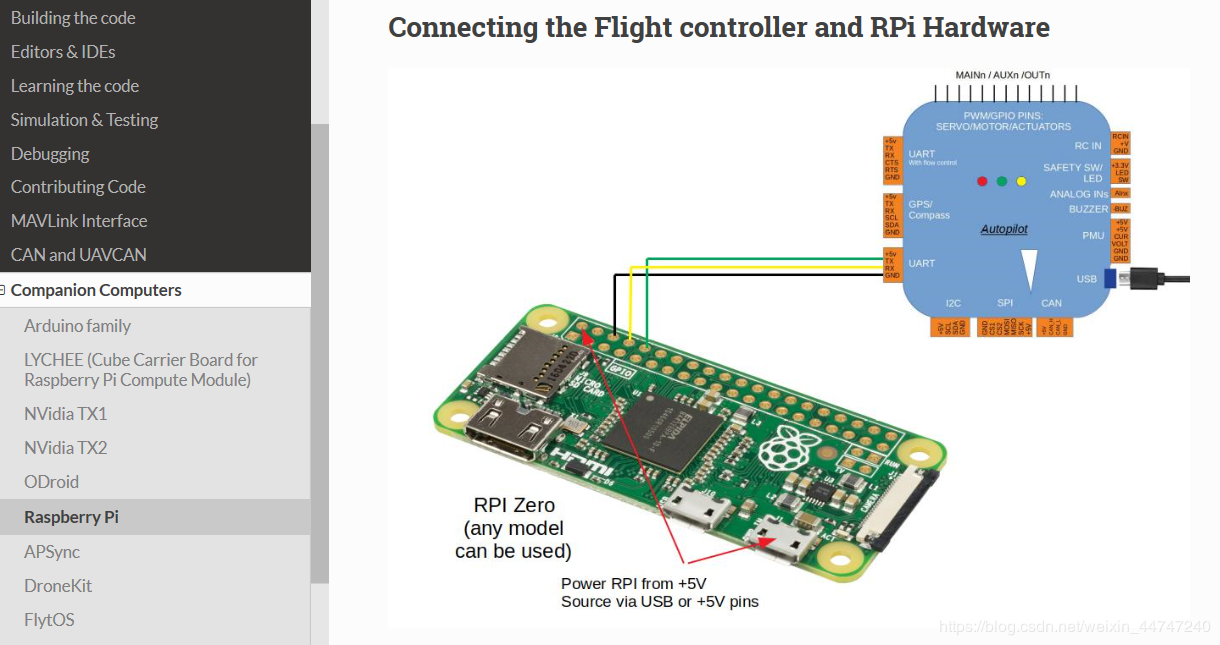 Building the code
Editors & IDEs
Learning the code
Simulation & Testing
Debugging
Contributing Code
MAVLink Interface
CAN and UAVCAN
Companion Computers
Arduino family
LYCHEE (Cube Carrier Board for
Raspberry Pi Compute Module)
NVidia TX1
NVidia TX2
ODroid
Raspberry Pi
APSync
DroneKit
FlytOS
Connecting the Flight controller and RPi Hardware
MAINn / AUXn /OUTn
PWM/GPIO PINS:
SERVO/MOTOR/ACTUATORS
+5v
TX
RX
CTS
RTS
GND
UART
With flow control
+5v
TX
RX
SCL
SDA
GND
GPS/
Compass
+5v
TX
RX
GND
UART
Autopilot
RC IN
RCIN
+V
GND
SAFETY SW/
LED
+3.3V
LED
SW
ANALOG INs
AInx
BUZZER
-BUZ
PMU
+5V
+5V
CUR
VOLT
GND
GND
USB
I2C
SPI
CAN
+5V
SCL
SDA
GND
GND
CS1
CS2
MOSI
MISO
SCK
+5V
GPIO
MICRO
SD CARD
HDMI
CAMERA
RUN
RPI Zero
(any model
can be used)
Power RPI from +5V
Source via USB or +5V pins
https://blog.csdn.net/weixin_44747240